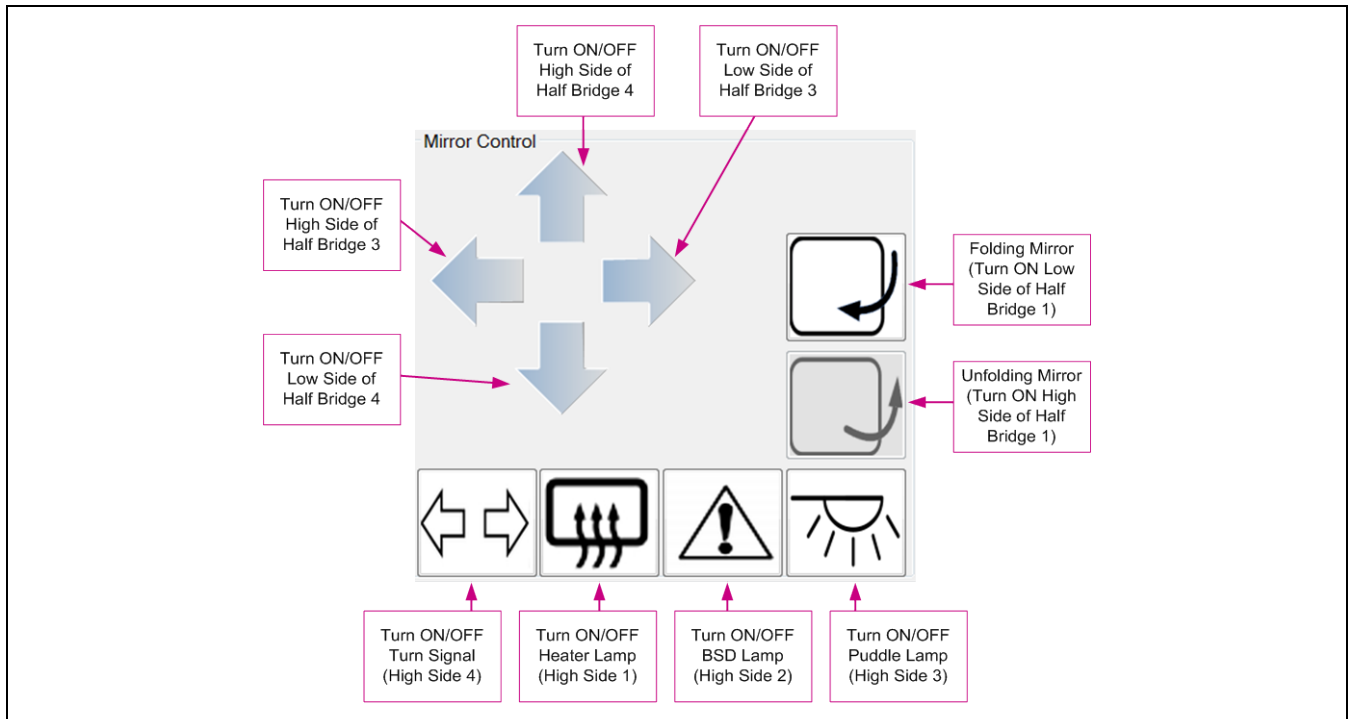 Turn ON/OFF
High Side of
Half Bridge 4
Turn ON/OFF
Low Side of
Half Bridge 3
Mirror Control
Turn ON/OFF
High Side of
Half Bridge 3
Folding Mirror
(Turn ON Low
Side of Half
Bridge 1)
Turn ON/OFF
Low Side of
Half Bridge 4
Unfolding Mirror
(Turn ON High
Side of Half
Bridge 1)
Turn ON/OFF
Turn Signal
(High Side 4)
Turn ON/OFF
Heater Lamp
(High Side 1)
Turn ON/OFF
BSD Lamp
(High Side 2)
Turn ON/OFF
Puddle Lamp
(High Side 3)